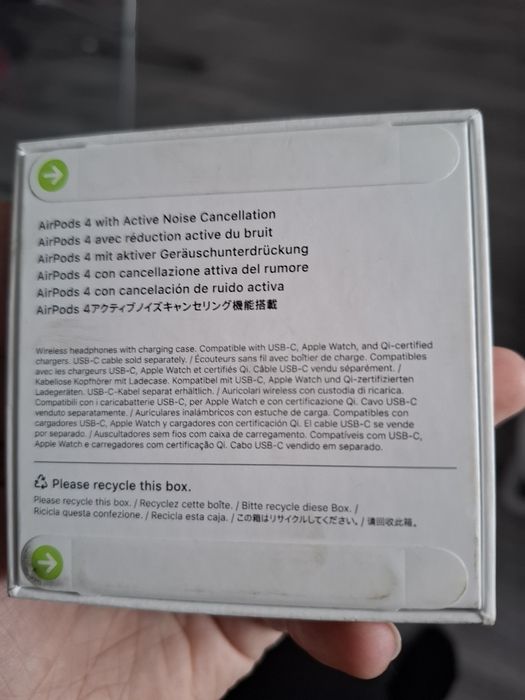 AirPods 4 with Active Noise Cancellation
AirPods 4 avec réduction active du bruit
AirPods 4 mit aktiver Geräuschunterdrückung
AirPods 4 con cancellazione attiva del rumore
AirPods 4 con cancelación de ruido activa
AirPods 4アクティブノイズキャンセリング機能搭載
Wireless headphones with charging case. Compatible with USB-C, Apple Watch, and Qi-certified
chargers. USB-C cable sold separately. / Écouteurs sans fil avec boîtier de charge. Compatibles
avec les chargeurs USB-C, Apple Watch et certifiés Qi. Câble USB-C vendu séparément. /
Kabellose Kopfhörer mit Ladecase. Kompatibel mit USB-C, Apple Watch und Qi-zertifizierten
Ladegeräten. USB-C-Kabel separat erhältlich. / Auricolari wireless con custodia di ricarica.
Compatibili con i caricabatterie USB-C, per Apple Watch e con certificazione Qi. Cavo USB-C
venduto separatamente. / Auriculares inalámbricos con estuche de carga. Compatibles con
cargadores USB-C, Apple Watch y cargadores con certificación Qi. El cable USB-C se vende
por separado. / Auscultadores sem fios com caixa de carregamento. Compatíveis com USB-C,
Apple Watch e carregadores com certificação Qi. Cabo USB-C vendido em separado.
Please recycle this box.
Please recycle this box. / Recyclez cette boîte. / Bitte recycle diese Box. /
Ricicla questa confezione. / Recicla esta caja. / この箱はリサイクルしてください。/ 请回收此箱。